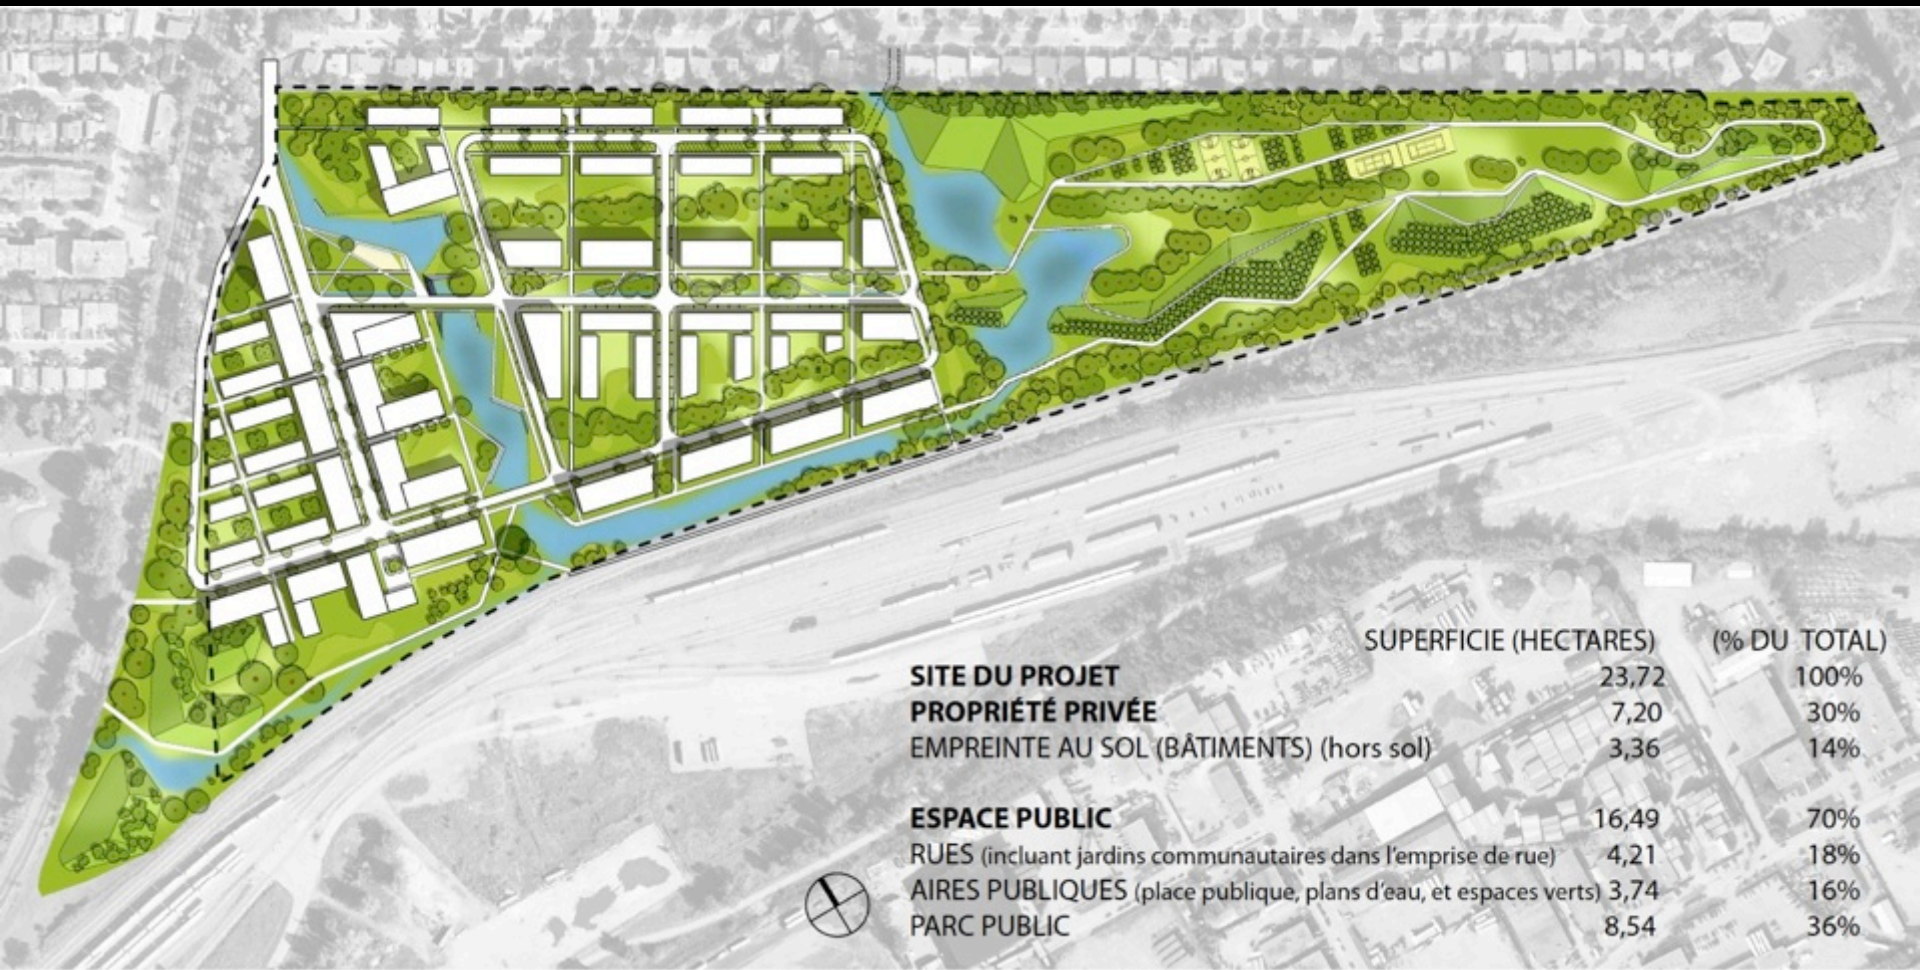 SUPERFICIE (HECTARES) (% DU TOTAL)
SITE DU PROJET 23,72 100%
PROPRIÉTÉ PRIVÉE 7,20 30%
EMPREINTE AU SOL (BÂTIMENTS) (hors sol) 3,36 14%
ESPACE PUBLIC 16,49 70%
RUES (incluant jardins communautaires dans l'emprise de rue) 4,21 18%
AIRES PUBLIQUES (place publique, plans d'eau, et espaces verts) 3,74 16%
PARC PUBLIC 8,54 36%